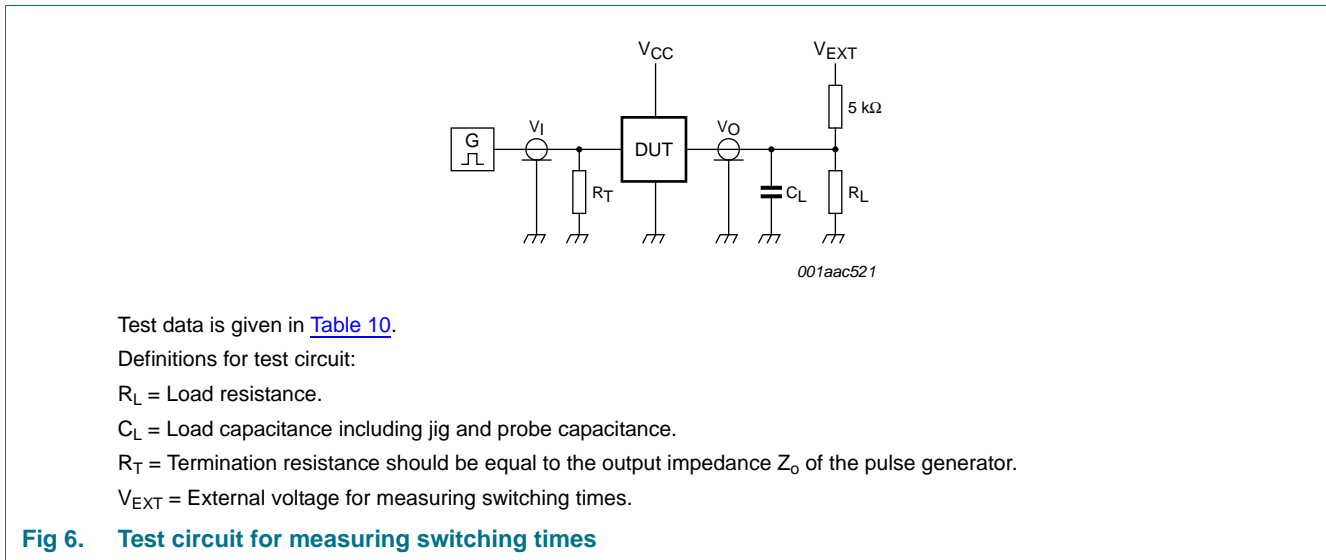 VCC
VEXT
5 kΩ
G
VI
DUT
VO
RT
CL
RL
001aac521
Test data is given in Table 10.
Definitions for test circuit:
RL = Load resistance.
CL = Load capacitance including jig and probe capacitance.
RT = Termination resistance should be equal to the output impedance Zo of the pulse generator.
VEXT = External voltage for measuring switching times.
Fig 6. Test circuit for measuring switching times